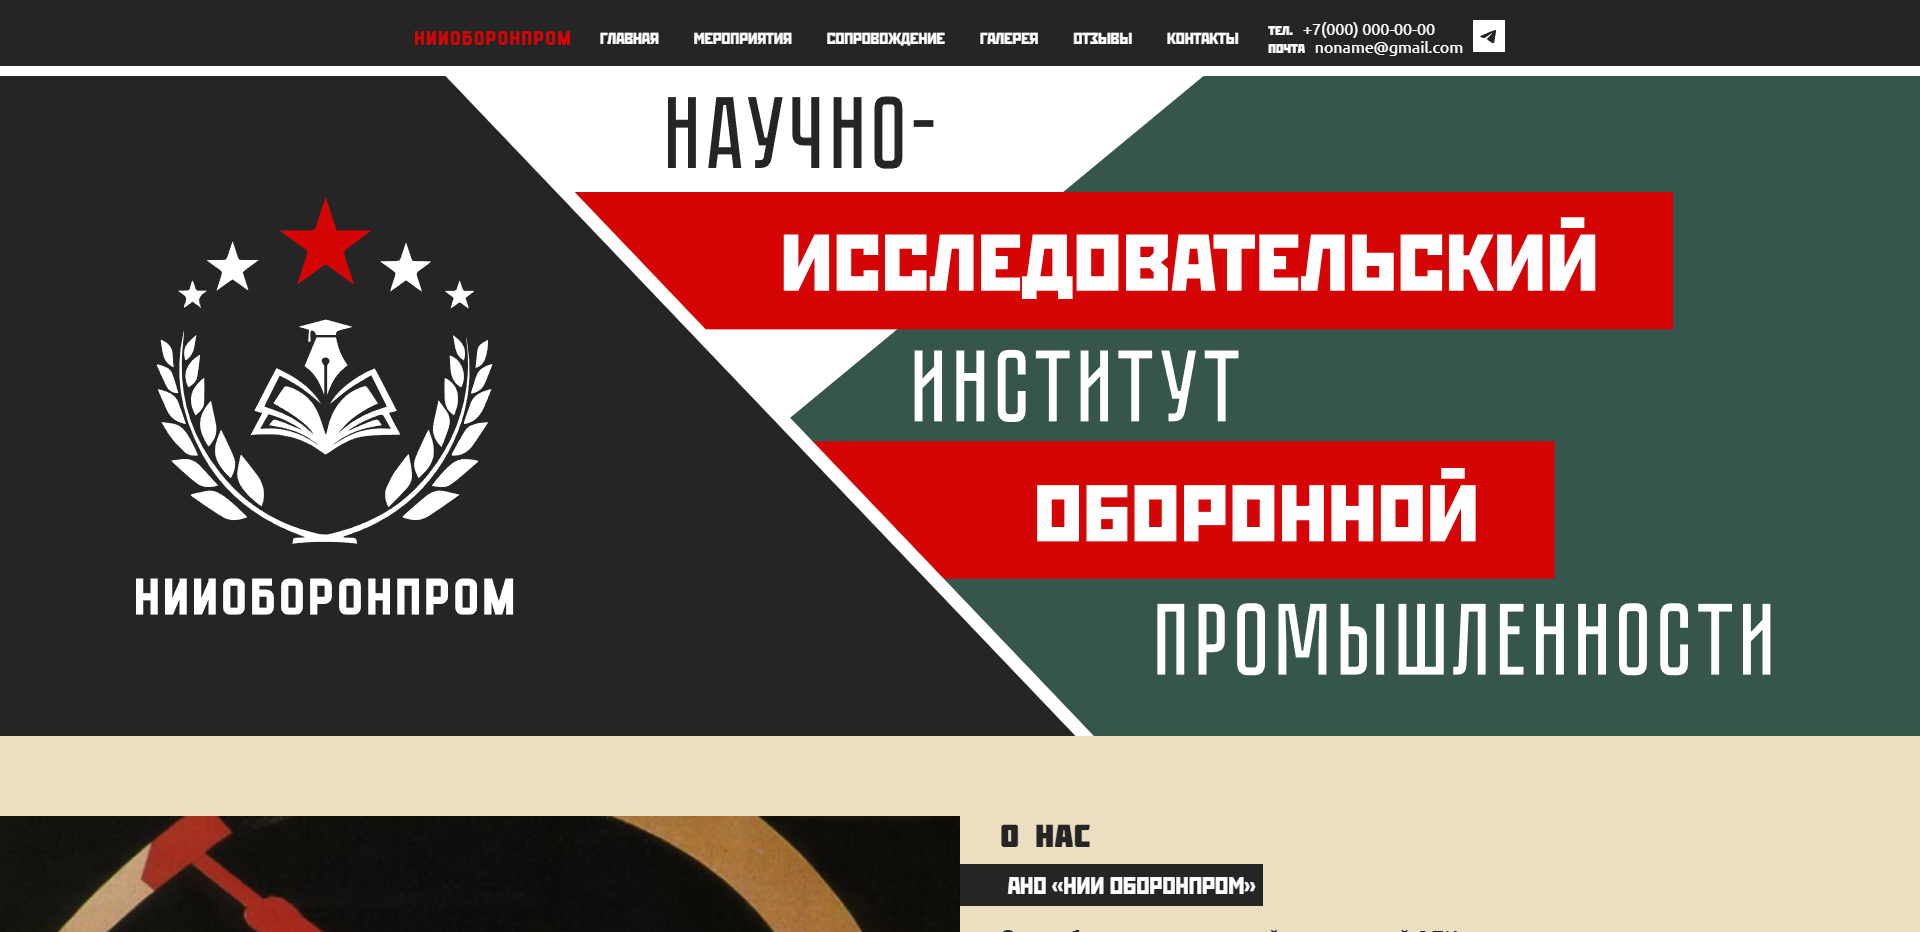 НИИОБОРОНПРОМ ГЛАВНАЯ МЕРОПРИЯТИЯ СОПРОВОЖДЕНИЕ ГАЛЕРЕЯ ОТЗЫВЫ КОНТАКТЫ
ТЕЛ. +7(000) 000-00-00
ПОЧТА noname@gmail.com
НАУЧНО-
ИССЛЕДОВАТЕЛЬСКИЙ
ИНСТИТУТ
ОБОРОННОЙ
ПРОМЫШЛЕННОСТИ
НИИОБОРОНПРОМ
О НАС
АНО «НИИ ОБОРОНПРОМ»